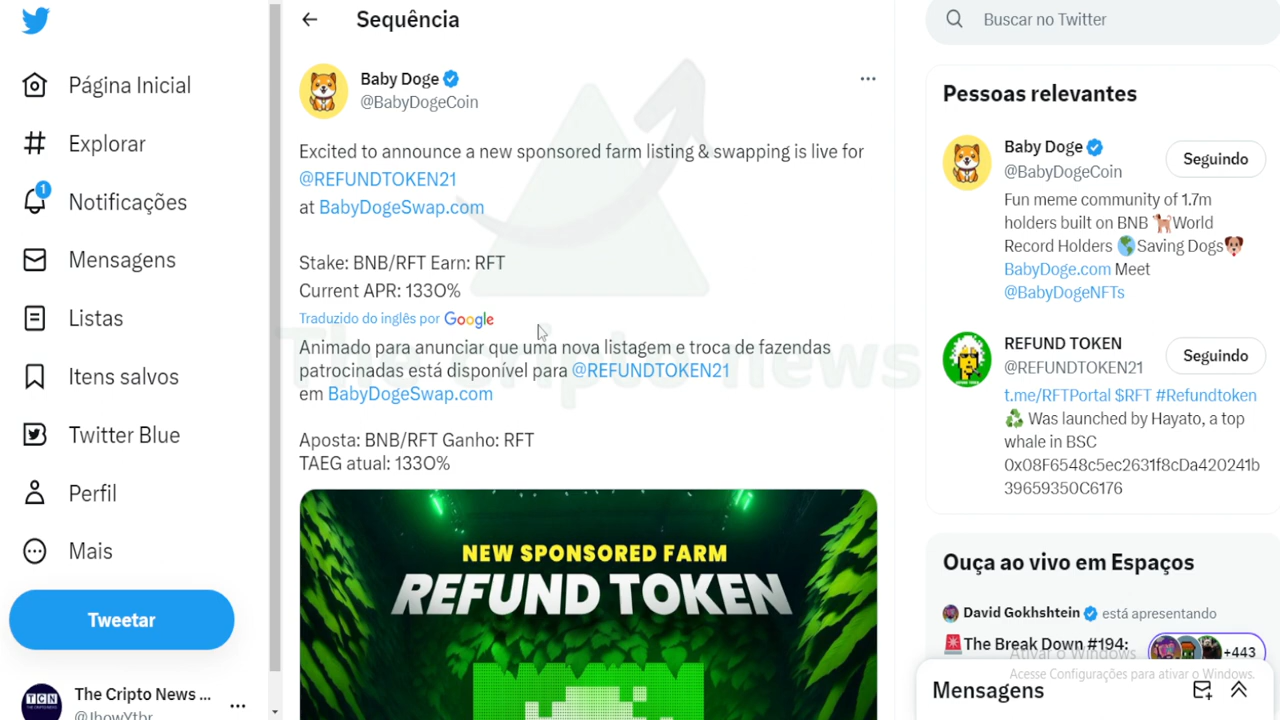 Sequência
Buscar no Twitter
Página Inicial
Explorar
1
Notificações
Mensagens
Listas
Itens salvos
Twitter Blue
Perfil
Mais
Tweetar
TCN
The Cripto News ...
@JhowYtbr
Baby Doge
@BabyDogeCoin
Excited to announce a new sponsored farm listing & swapping is live for
@REFUNDTOKEN21
at BabyDogeSwap.com
Stake: BNB/RFT Earn: RFT
Current APR: 133O%
Traduzido do inglês por Google
Animado para anunciar que uma nova listagem e troca de fazendas
patrocinadas está disponível para @REFUNDTOKEN21
em BabyDogeSwap.com
Aposta: BNB/RFT Ganho: RFT
TAEG atual: 133O%
The cripto news
NEW SPONSORED FARM
REFUND TOKEN
Pessoas relevantes
Baby Doge
Seguindo
@BabyDogeCoin
Fun meme community of 1.7m
holders built on BNB 🐕World
Record Holders 🌎Saving Dogs🐶
BabyDoge.com Meet
@BabyDogeNFTs
REFUND TOKEN
Seguindo
@REFUNDTOKEN21
t.me/RFTPortal $RFT #Refundtoken
♻️ Was launched by Hayato, a top
whale in BSC
0x08F6548c5ec2631f8cDa420241b
39659350C6176
Ouça ao vivo em Espaços
David Gokhshtein está apresentando
🚨The Break Down #194:
+443
Ativar o Windows
Acesse Configurações para ativar o Windows.
Mensagens